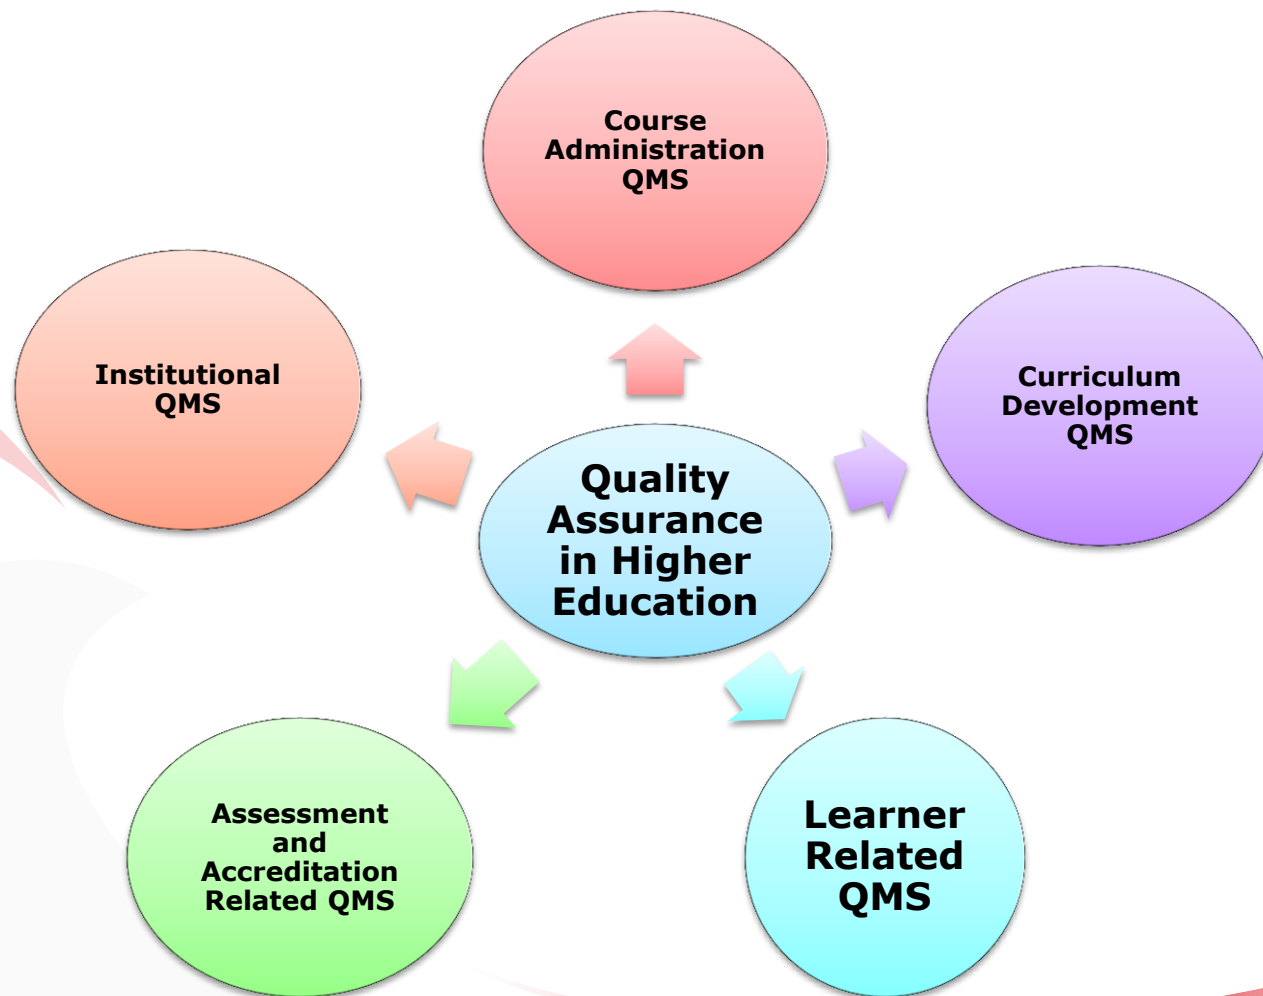 Course
Administration
QMS
Institutional
QMS
Curriculum
Development
QMS
Quality
Assurance
in Higher
Education
Assessment
and
Accreditation
Related QMS
Learner
Related
QMS